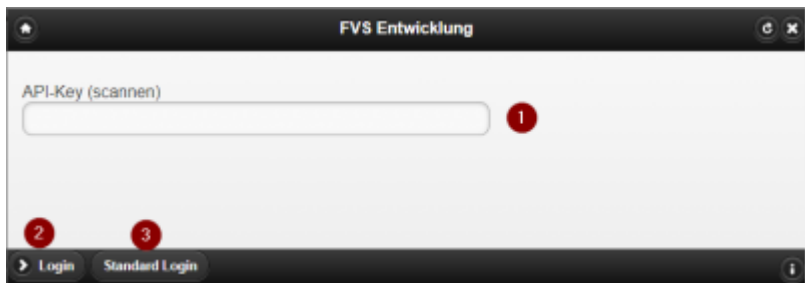 FVS Entwicklung
API-Key (scannen)
1
2
3
Login
Standard Login
i